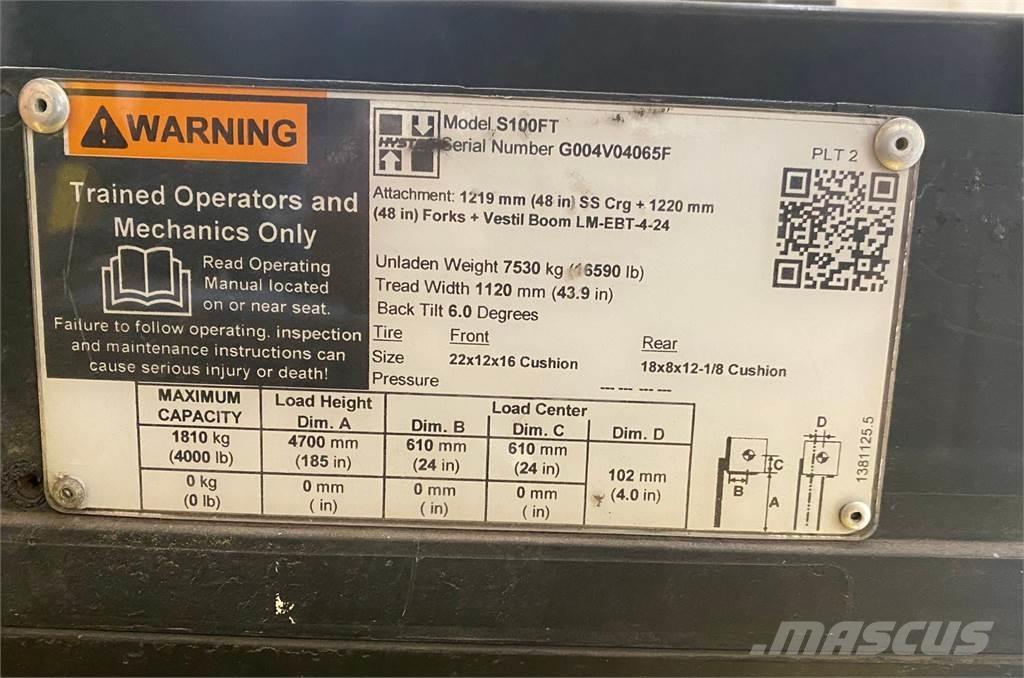 WARNING
Trained Operators and
Mechanics Only
Read Operating
Manual located
on or near seat.
Failure to follow operating, inspection
and maintenance instructions can
cause serious injury or death!
HYSTER
Model S100FT
Serial Number G004V04065F
PLT 2
Attachment: 1219 mm (48 in) SS Crg + 1220 mm
(48 in) Forks + Vestil Boom LM-EBT-4-24
Unladen Weight 7530 kg (16590 lb)
Tread Width 1120 mm (43.9 in)
Back Tilt 6.0 Degrees
Tire Front Rear
Size 22x12x16 Cushion 18x8x12-1/8 Cushion
Pressure --- --- --- ---
MAXIMUM CAPACITY Load Height Dim. A Load Center
Dim. B Dim. C Dim. D
1810 kg 4700 mm 610 mm 610 mm 102 mm
(4000 lb) (185 in) (24 in) (24 in) (4.0 in)
0 kg 0 mm 0 mm 0 mm
(0 lb) ( in) ( in) ( in)
D
C
B
A
1381125.5
MASCUS